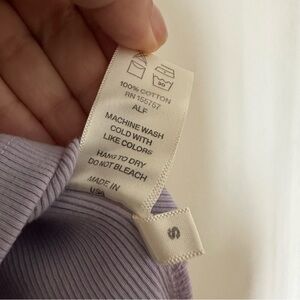 30
100% COTTON
RN 155757
ALF
MACHINE WASH
COLD WITH
LIKE COLORS
HANG TO DRY
DO NOT BLEACH
MADE IN
S